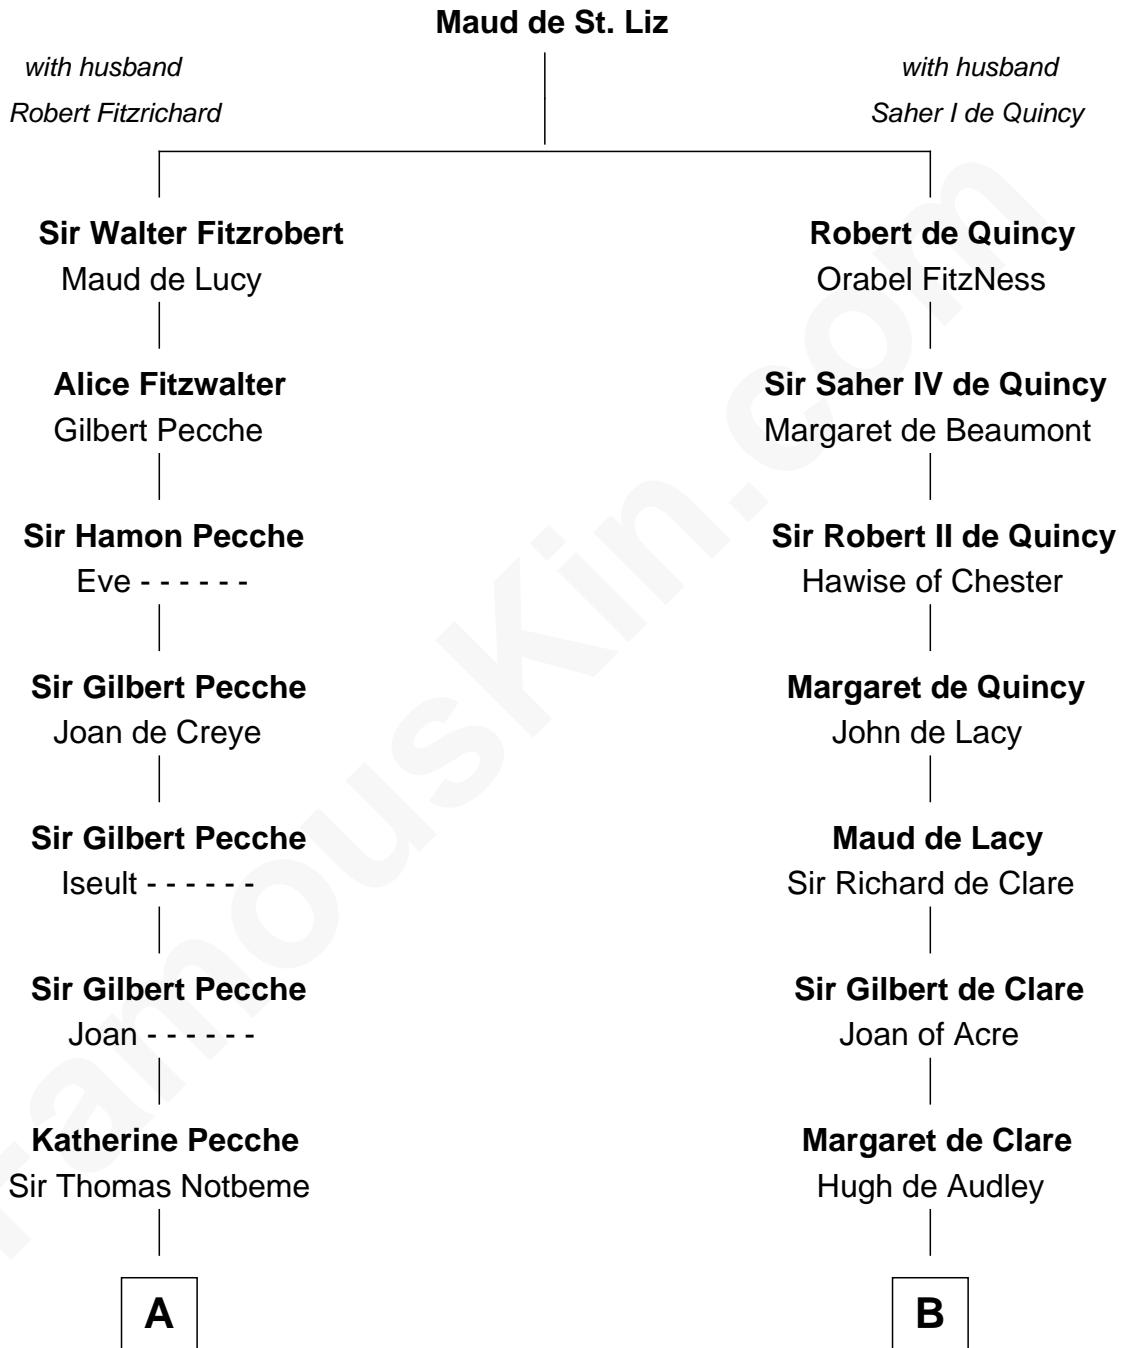 Maud de St. Liz
with husband
Robert Fitzrichard
with husband
Saher I de Quincy
Sir Walter Fitzrobert
Maud de Lucy
Robert de Quincy
Orabel FitzNess
Alice Fitzwalter
Gilbert Pecche
Sir Saher IV de Quincy
Margaret de Beaumont
Sir Hamon Pecche
Eve - - - - - -
Sir Robert II de Quincy
Hawise of Chester
Sir Gilbert Pecche
Joan de Creye
Margaret de Quincy
John de Lacy
Sir Gilbert Pecche
Iseult - - - - - -
Maud de Lacy
Sir Richard de Clare
Sir Gilbert Pecche
Joan - - - - - -
Sir Gilbert de Clare
Joan of Acre
Katherine Pecche
Sir Thomas Notbeme
Margaret de Clare
Hugh de Audley
A
B
FamousKin.com